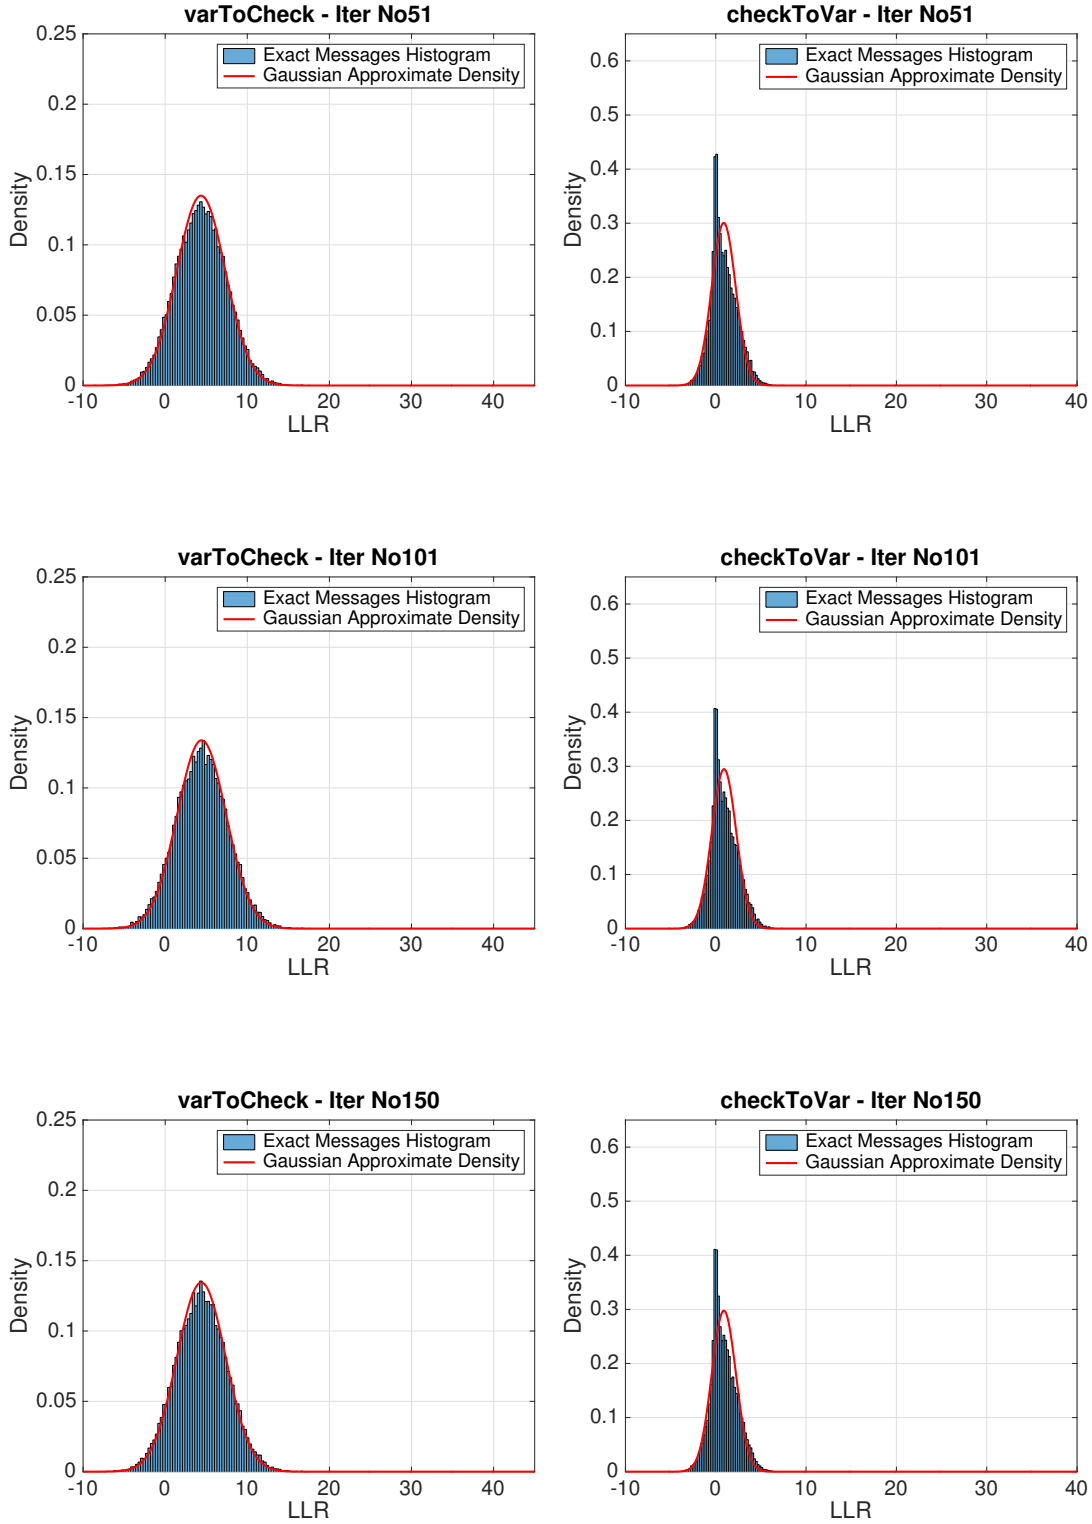 varToCheck - Iter No51
0.25
0.2
0.15
0.1
0.05
0
Density
Exact Messages Histogram
Gaussian Approximate Density
-10 0 10 20 30 40
LLR
checkToVar - Iter No51
0.6
0.5
0.4
0.3
0.2
0.1
0
Density
Exact Messages Histogram
Gaussian Approximate Density
-10 0 10 20 30 40
LLR
varToCheck - Iter No101
0.25
0.2
0.15
0.1
0.05
0
Density
Exact Messages Histogram
Gaussian Approximate Density
-10 0 10 20 30 40
LLR
checkToVar - Iter No101
0.6
0.5
0.4
0.3
0.2
0.1
0
Density
Exact Messages Histogram
Gaussian Approximate Density
-10 0 10 20 30 40
LLR
varToCheck - Iter No150
0.25
0.2
0.15
0.1
0.05
0
Density
Exact Messages Histogram
Gaussian Approximate Density
-10 0 10 20 30 40
LLR
checkToVar - Iter No150
0.6
0.5
0.4
0.3
0.2
0.1
0
Density
Exact Messages Histogram
Gaussian Approximate Density
-10 0 10 20 30 40
LLR